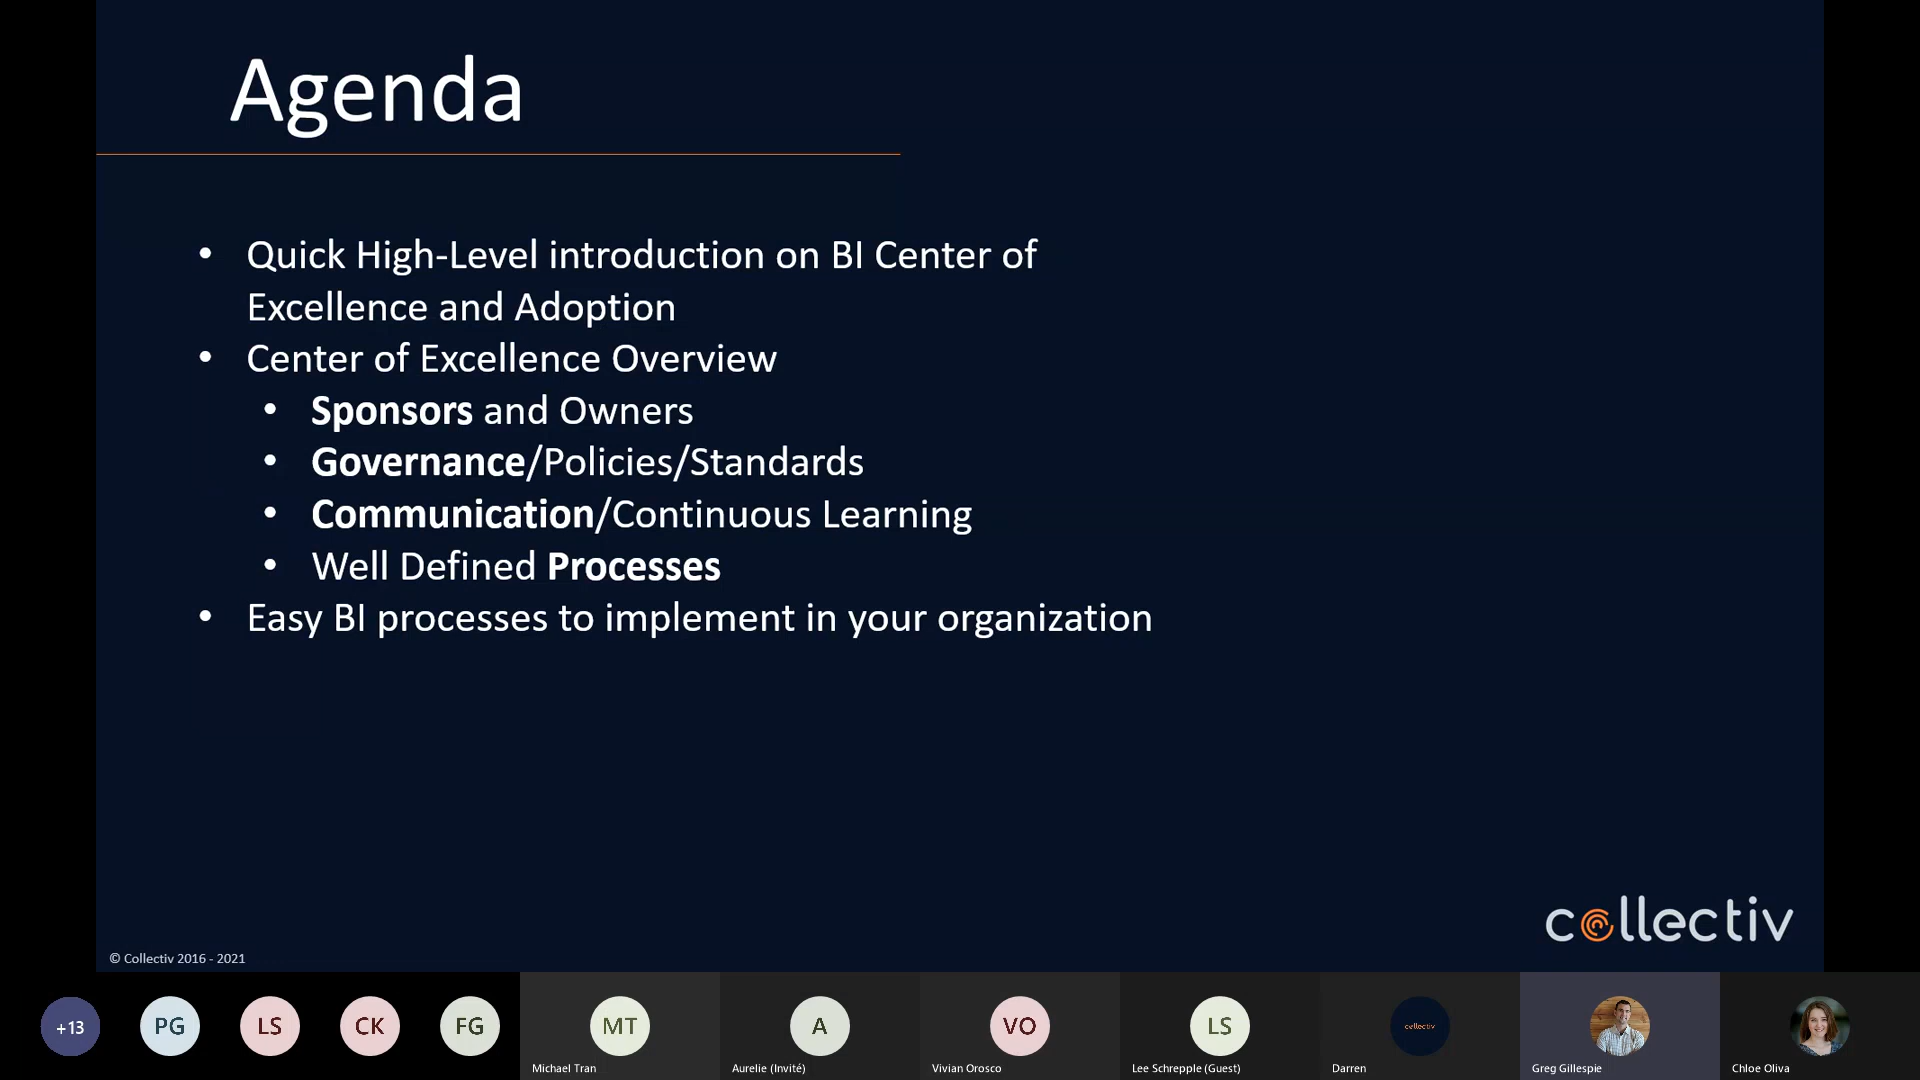 Agenda
• Quick High-Level introduction on BI Center of
Excellence and Adoption
• Center of Excellence Overview
• Sponsors and Owners
• Governance/Policies/Standards
• Communication/Continuous Learning
• Well Defined Processes
• Easy BI processes to implement in your organization
collectiv
© Collectiv 2016 - 2021
+13
PG
LS
CK
FG
MT
Michael Tran
A
Aurelie (Invité)
VO
Vivian Orosco
LS
Lee Schrepple (Guest)
collectiv
Darren
Greg Gillespie
Chloe Oliva